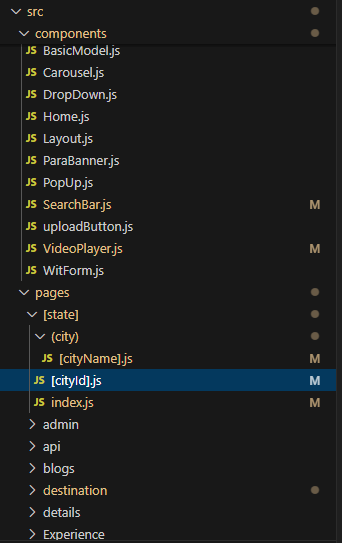 src
components
BasicModel.js
JS Carousel.js
JS DropDown.js
JS Home.js
JS Layout.js
JS ParaBanner.js
JS PopUp.js
JS SearchBar.js M
JS uploadButton.js
JS VideoPlayer.js M
JS WitForm.js
pages
[state]
(city)
JS [cityName].js M
JS [cityId].js M
JS index.js M
admin
api
blogs
destination
details
Experience